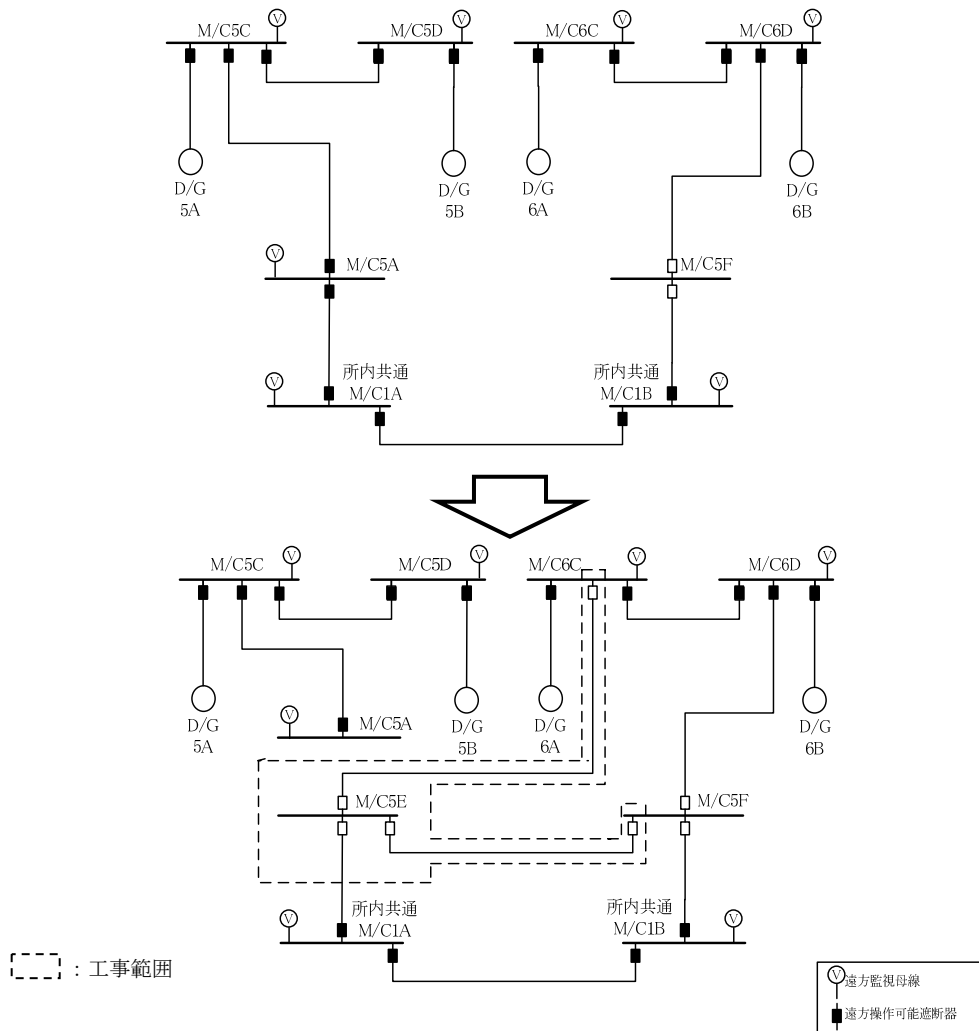 M/C5C
Ⓥ
M/C5D
Ⓥ
M/C6C
Ⓥ
M/C6D
Ⓥ
D/G
5A
D/G
5B
D/G
6A
D/G
6B
Ⓥ
M/C5A
M/C5F
Ⓥ
所内共通
M/C1A
所内共通
M/C1B
Ⓥ
M/C5C
Ⓥ
M/C5D
Ⓥ
M/C6C
Ⓥ
M/C6D
Ⓥ
D/G
5A
Ⓥ
M/C5A
D/G
5B
D/G
6A
D/G
6B
M/C5E
M/C5F
Ⓥ
所内共通
M/C1A
所内共通
M/C1B
Ⓥ
：工事範囲
Ⓥ遠方監視母線
遠方操作可能遮断器